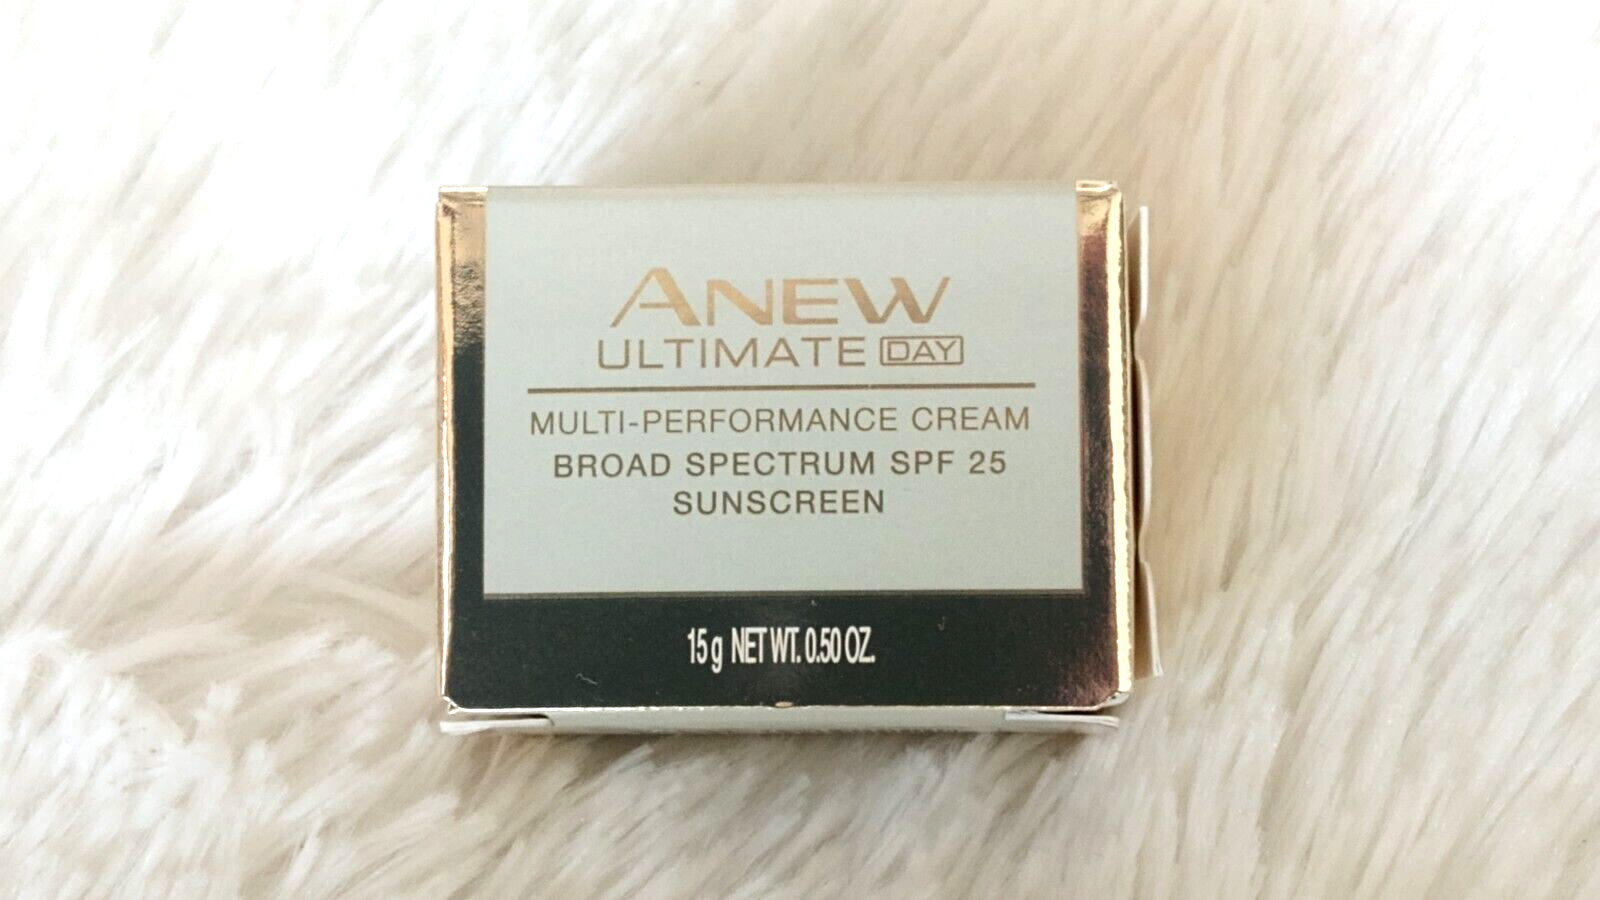 ANEW
ULTIMATE DAY
MULTI-PERFORMANCE CREAM
BROAD SPECTRUM SPF 25
SUNSCREEN
15 g NET WT. 0.50 OZ.